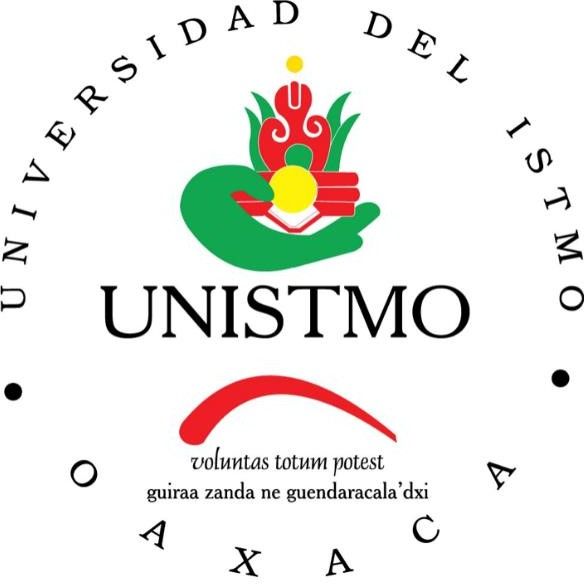 UNIVERSIDAD DEL ISTMO
UNISTMO
voluntas totum potest
guiraa zanda ne guendaracala'dxi
OAXACA